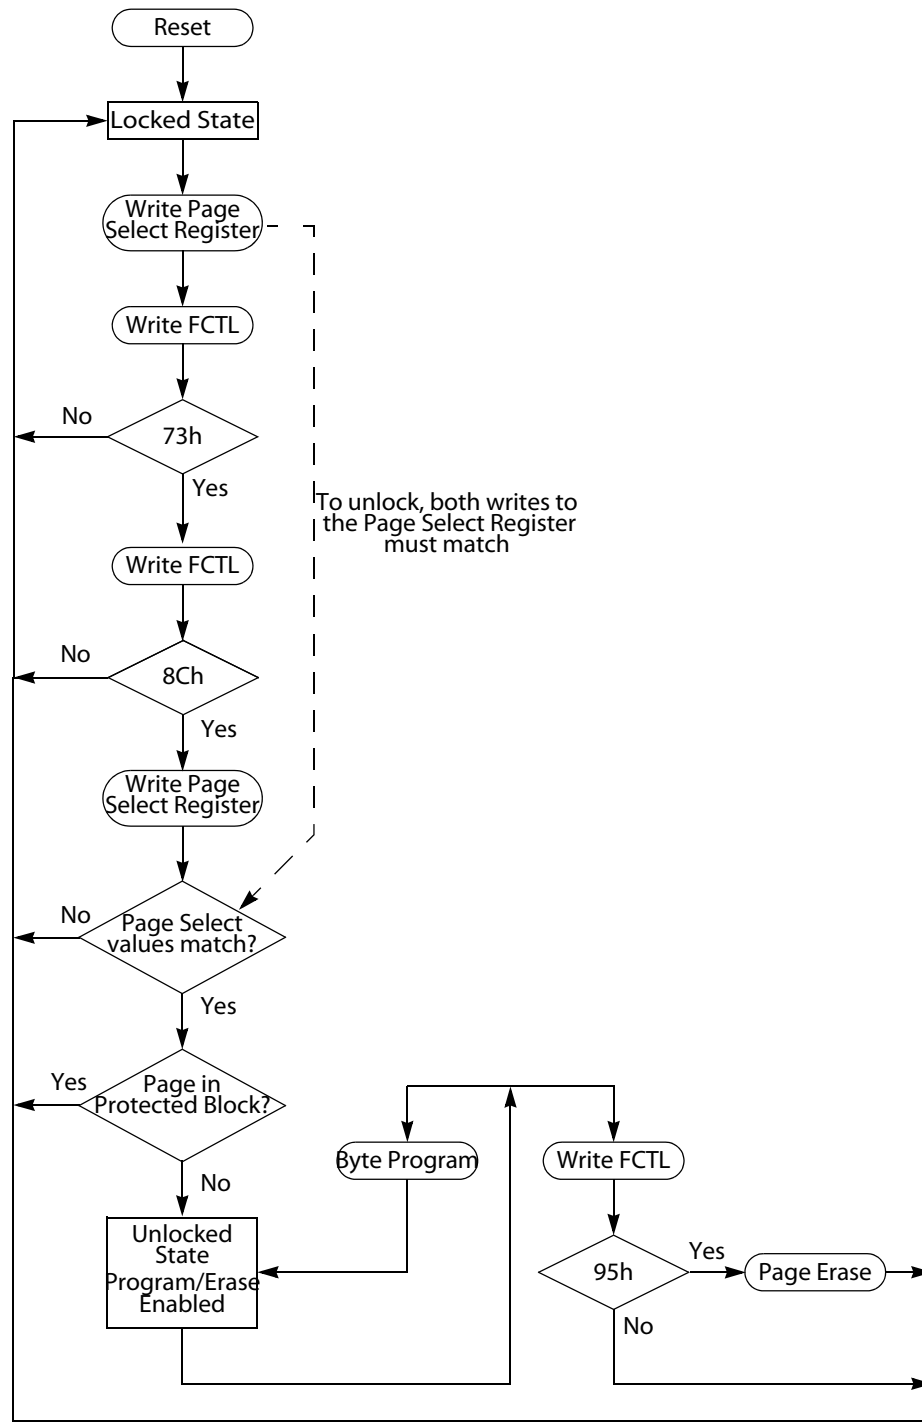 Reset
Locked State
Write Page
Select Register
Write FCTL
No
73h
Yes
To unlock, both writes to
the Page Select Register
must match
Write FCTL
No
8Ch
Yes
Write Page
Select Register
No
Page Select
values match?
Yes
Yes
Page in
Protected Block?
No
Byte Program
Write FCTL
Unlocked
State
Program/Erase
Enabled
95h
Yes
Page Erase
No